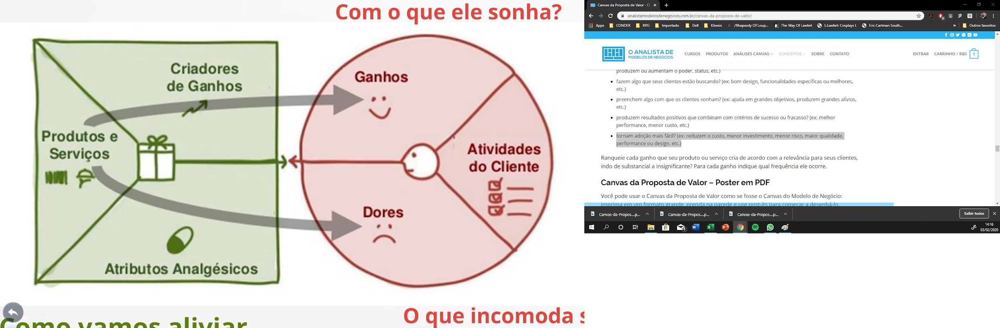 Com o que ele sonha?
Criadores
de Ganhos
Ganhos
Produtos e
Serviços
Atividades
do Cliente
Dores
Atributos Analgésicos
O que incomoda s
Como vamos aliviar
Canvas da Proposta de Valor - O
analistamodelosdenegocios.com.br/canvas-da-proposta-de-valor/
1
Apps CONDER RPG Importado Dell Kinesis /Rhapsody Of Loup... The Way Of Lawliet L.Lawliet: Cosplays L Eric Cartman South... » Outros favoritos
O ANALISTA DE
MODELOS DE NEGÓCIOS
CURSOS PRODUTOS ANÁLISES CANVAS CONCEITOS SOBRE CONTATO ENTRAR CARRINHO / R$0 1
produzem ou aumentam o poder, status, etc.)
• fazem algo que seus clientes estão buscando? (ex: bom design, funcionalidades específicas ou melhores,
etc.)
• preenchem algo com que os clientes sonham? (ex: ajuda em grandes objetivos, produzem grandes alívios,
etc.)
• produzem resultados positivos que combinam com critérios de sucesso ou fracasso? (ex: melhor
performance, menor custo, etc.)
• tornam adoção mais fácil? (ex: reduzem o custo, menor investimento, menor risco, maior qualidade,
performance ou design, etc.)
Ranqueie cada ganho que seu produto ou serviço cria de acordo com a relevância para seus clientes,
indo de substancial a insignificante? Para cada ganho indique qual frequência ele ocorre.
Canvas da Proposta de Valor – Poster em PDF
Você pode usar o Canvas da Proposta de Valor como se fosse o Canvas do Modelo de Negócio:
imprima em um formato grande, prenda na parede e use post-its para começar a desenhá-lo.
Canvas-da-Propos....p... Canvas-da-Propos....p... Canvas-da-Propos....p... Exibir todos
1
14:16
03/02/2020